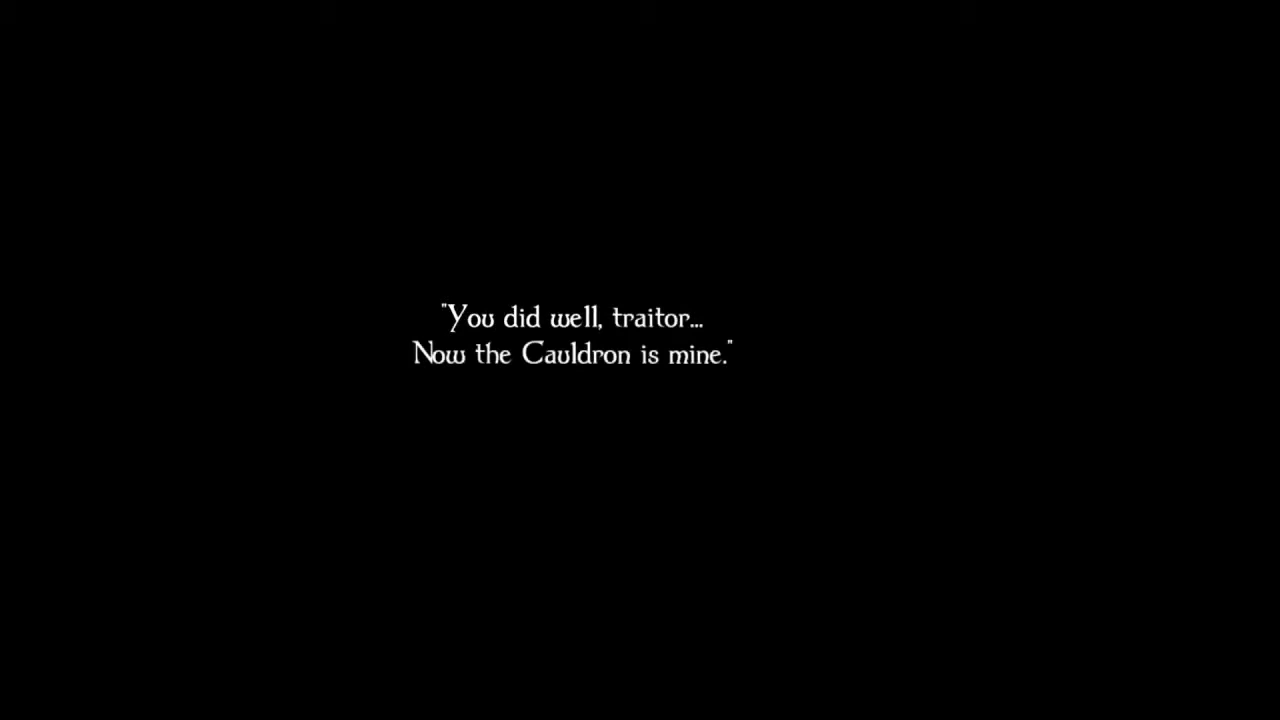 "You did well, traitor...
Now the Cauldron is mine."